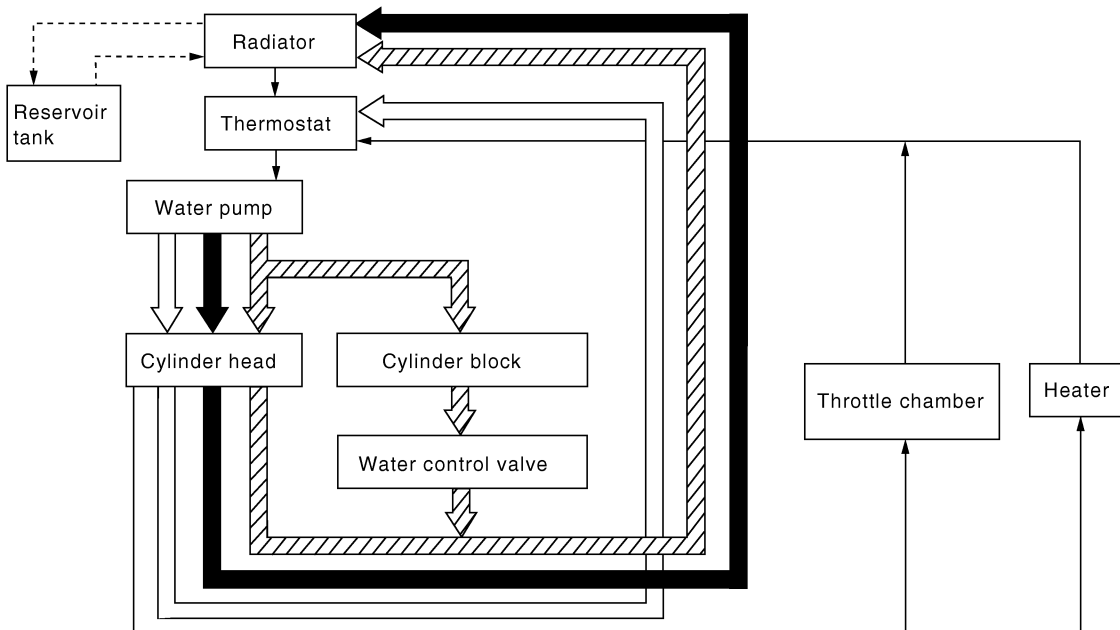 Radiator
Reservoir
tank
Thermostat
Water pump
Cylinder head
Cylinder block
Throttle chamber
Heater
Water control valve